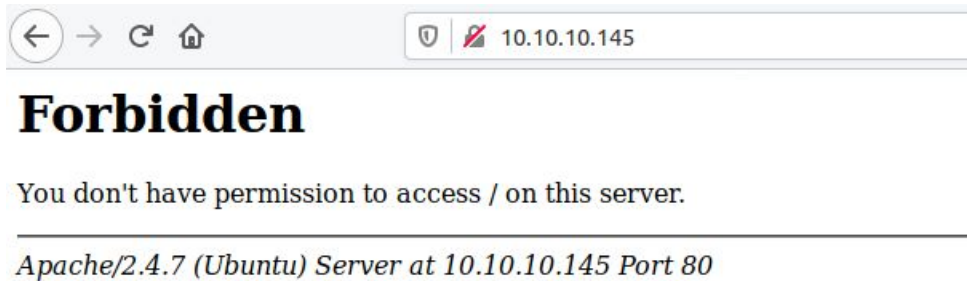 10.10.10.145
Forbidden
You don't have permission to access / on this server.
Apache/2.4.7 (Ubuntu) Server at 10.10.10.145 Port 80